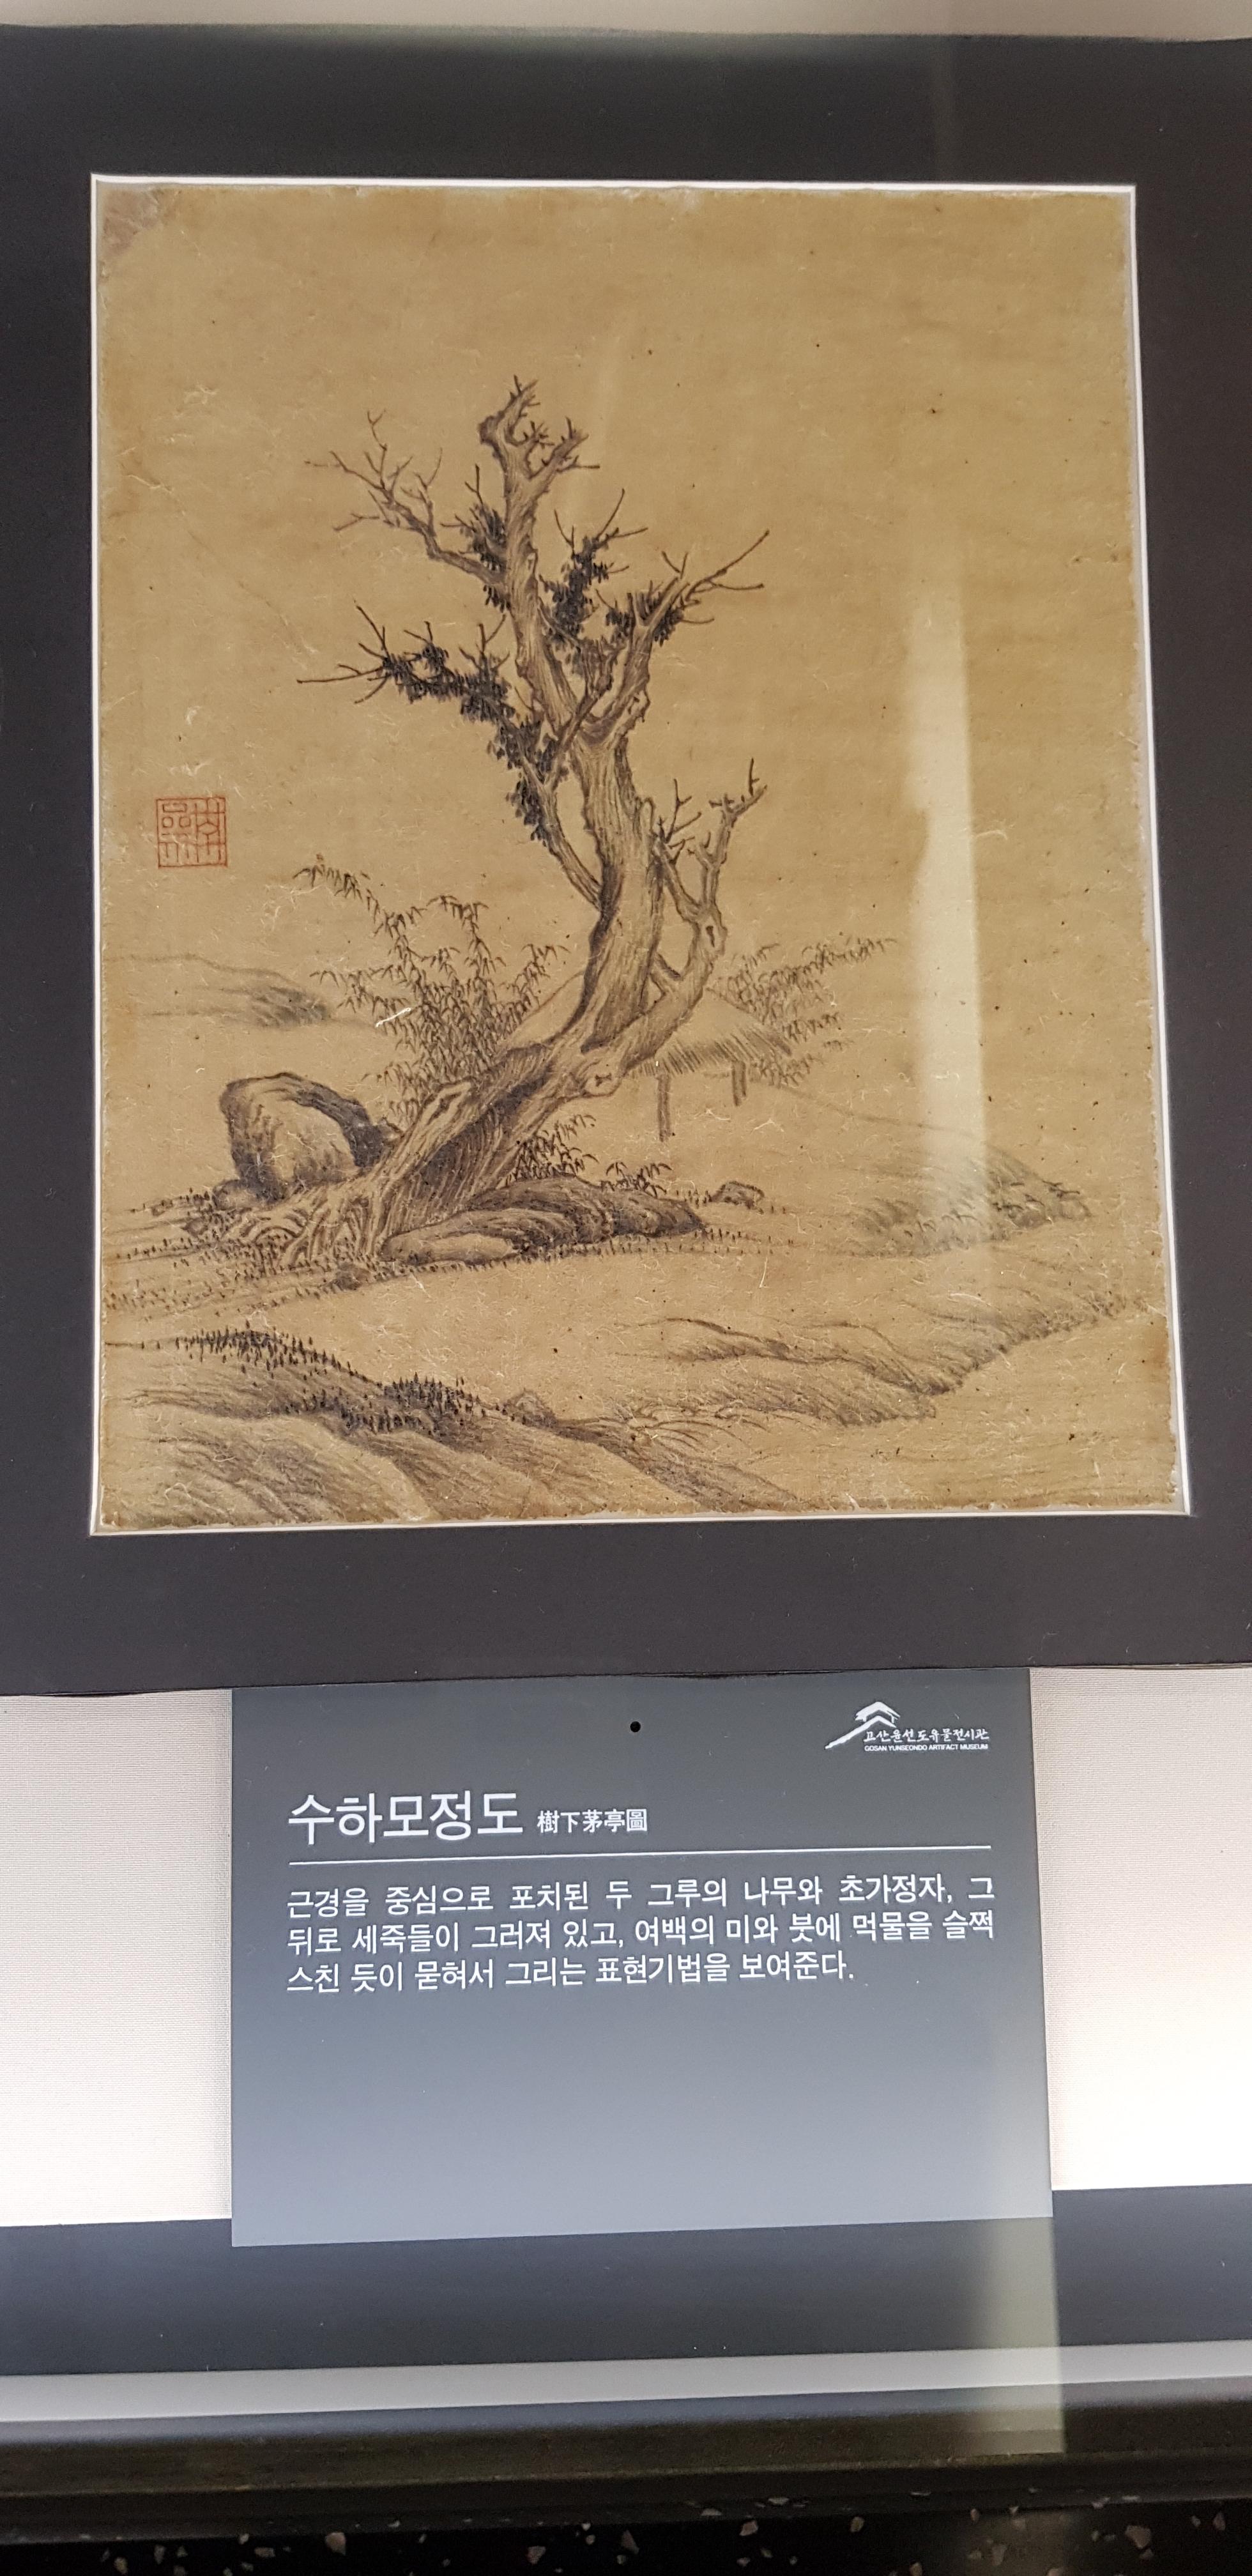 고산윤선도유물전시관
GOSAN YUNSEONDO ARTIFACT MUSEUM
수하모정도 樹下茅亭圖
근경을 중심으로 포치된 두 그루의 나무와 초가정자, 그
뒤로 세죽들이 그러져 있고, 여백의 미와 붓에 먹물을 슬쩍
스친 듯이 묻혀서 그리는 표현기법을 보여준다.